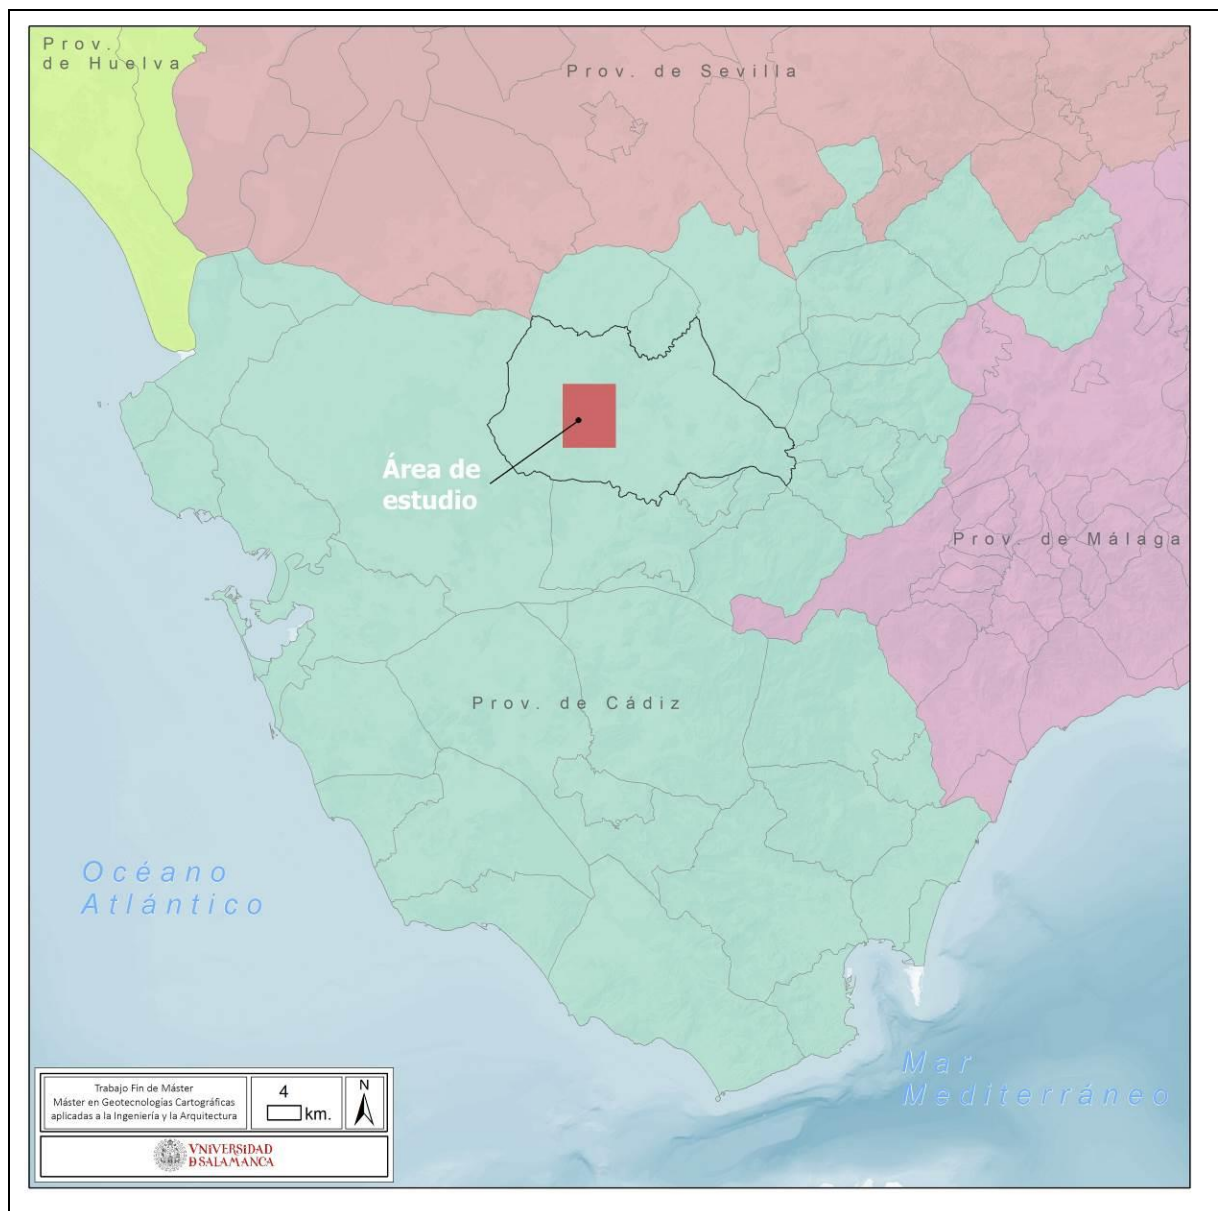 Prov.
de Huelva
Prov. de Sevilla
Área de
estudio
Prov. de Málaga
Prov. de Cádiz
Océano
Atlántico
Mar
Mediterráneo
Trabajo Fin de Máster
Máster en Geotecnologías Cartográficas
aplicadas a la Ingeniería y la Arquitectura
4
km.
N
VNiVERSiDAD
DSALAMANCA